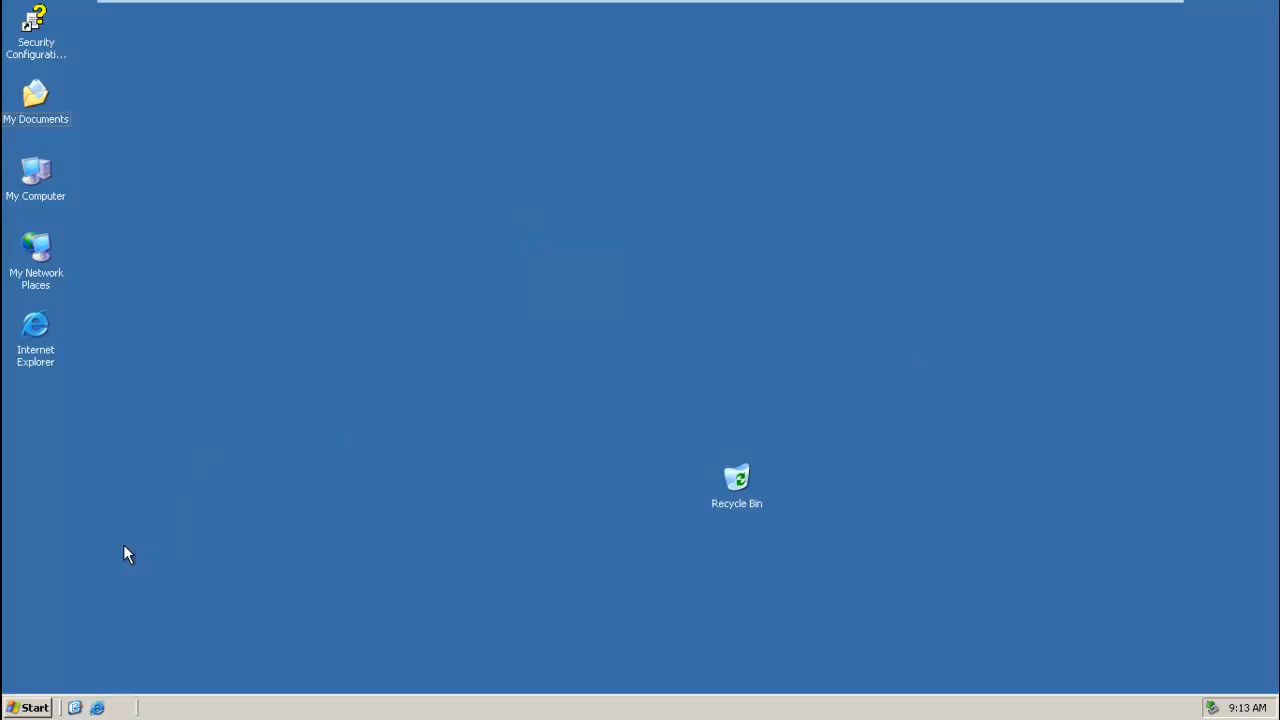 Security
Configurati...
My Documents
My Computer
My Network
Places
Internet
Explorer
Recycle Bin
Start
9:13 AM